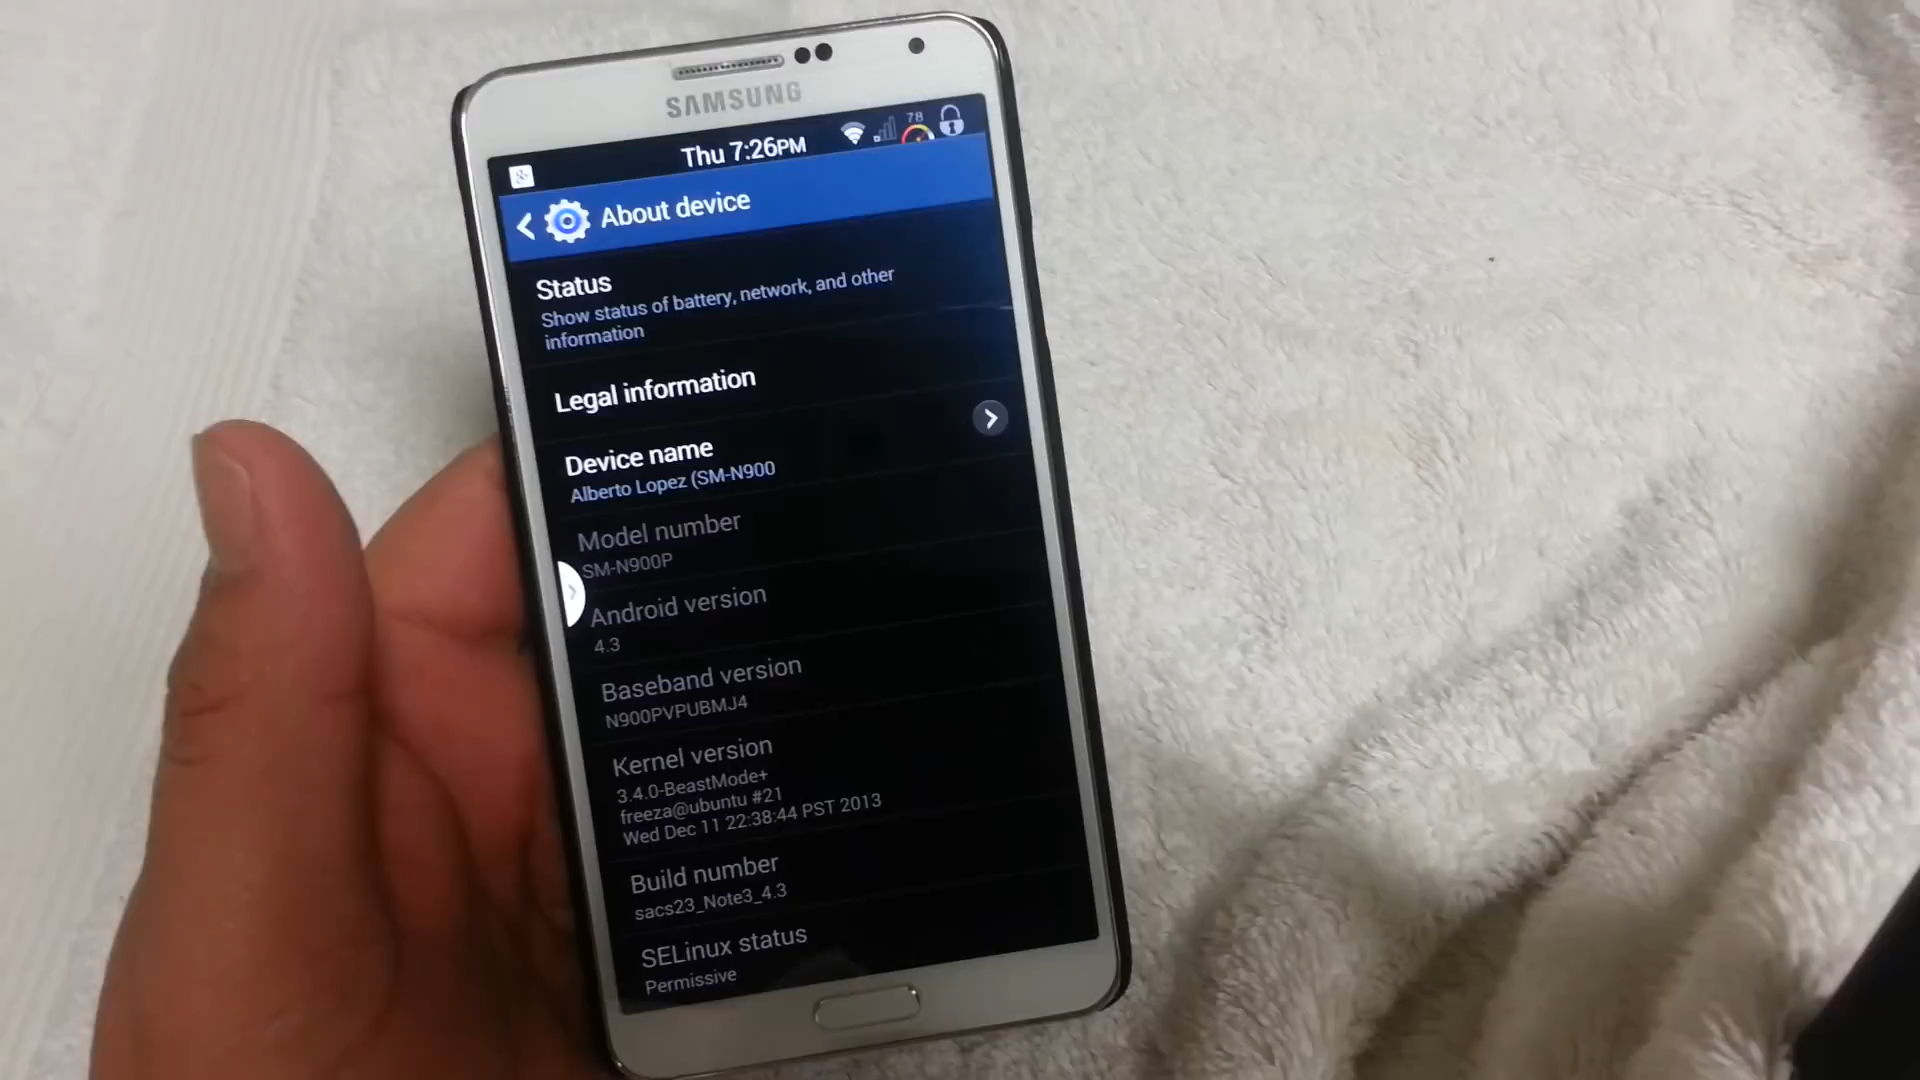 SAMSUNG
Thu 7:26PM
78
About device
Status
Show status of battery, network, and other
information
Legal information
Device name
Alberto Lopez (SM-N900
Model number
SM-N900P
Android version
4.3
Baseband version
N900PVPUBMJ4
Kernel version
3.4.0-BeastMode+
freeza@ubuntu #21
Wed Dec 11 22:38:44 PST 2013
Build number
sacs23_Note3_4.3
SELinux status
Permissive